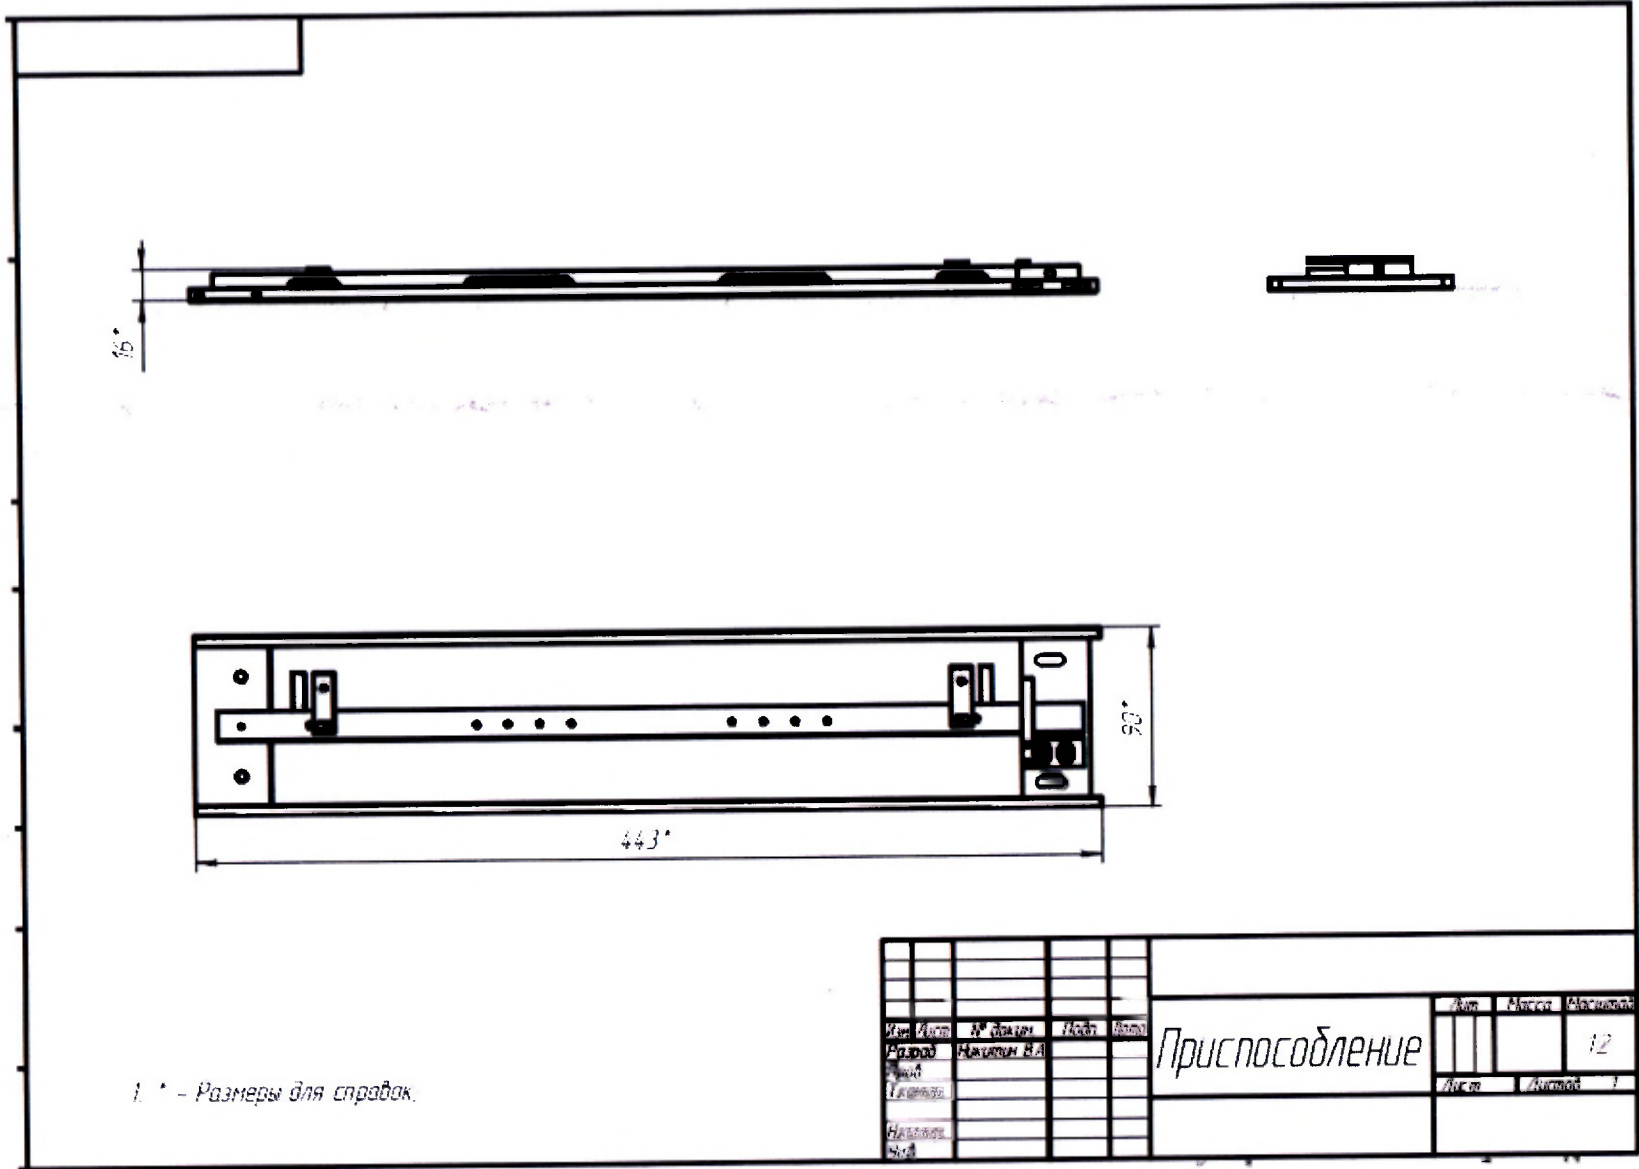 16*
90*
443*
1. * - Размеры для справок.
Изм Лист № докум. Подп. Дата
Разраб Никитин В.А.
Пров
Т.контр.
Н.контр.
Утв.
Приспособление
Лит. Масса Масштаб
1:2
Лист Листов 1